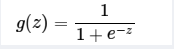 g(z) = 1 / (1 + e^{-z})